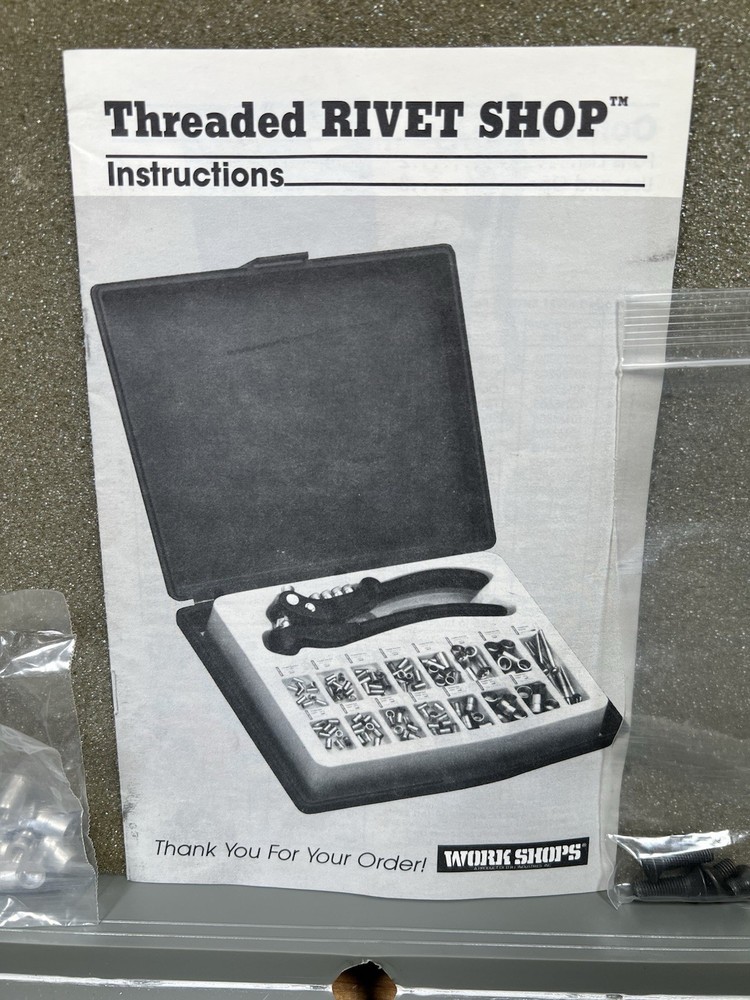 Threaded RIVET SHOP™
Instructions
Thank You For Your Order!
WORK SHOPS®